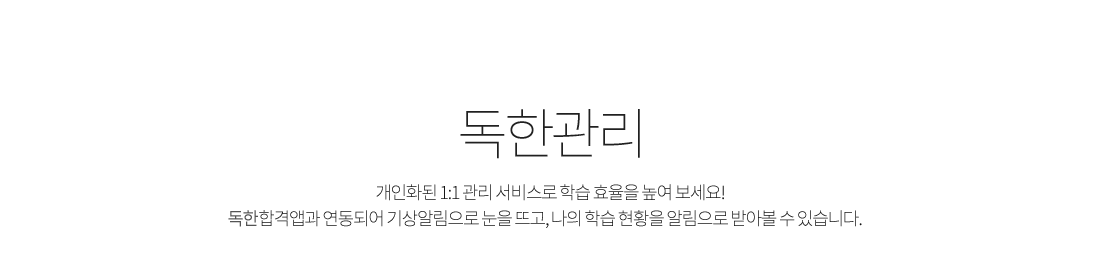 독한관리
개인화된 1:1 관리 서비스로 학습 효율을 높여 보세요!
독한합격앱과 연동되어 기상알림으로 눈을 뜨고, 나의 학습 현황을 알림으로 받아볼 수 있습니다.